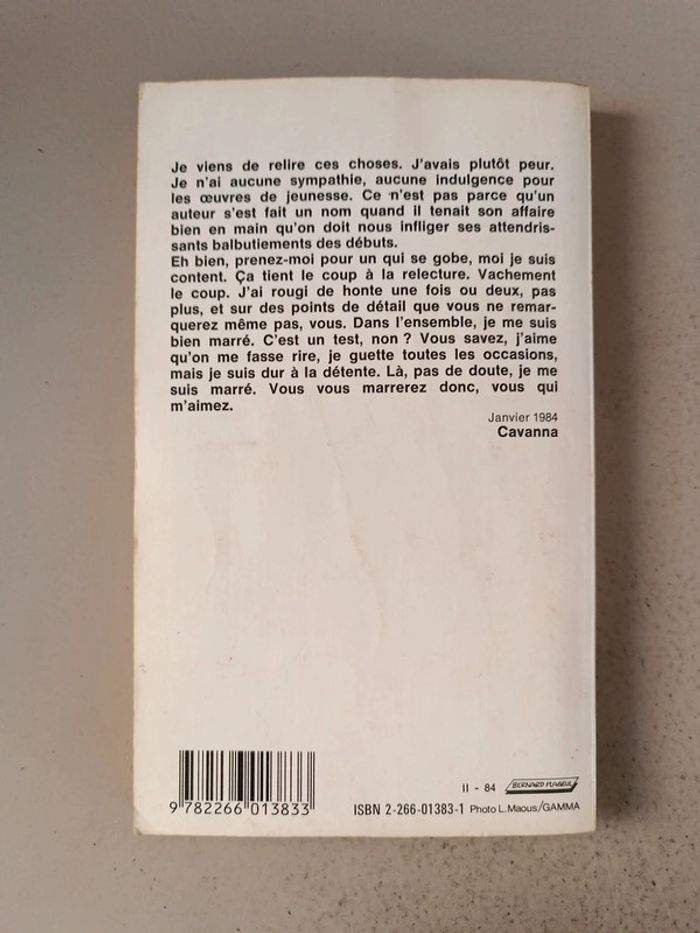 Je viens de relire ces choses. J'avais plutôt peur.
Je n'ai aucune sympathie, aucune indulgence pour
les œuvres de jeunesse. Ce n'est pas parce qu'un
auteur s'est fait un nom quand il tenait son affaire
bien en main qu'on doit nous infliger ses attendris-
sants balbutiements des débuts.
Eh bien, prenez-moi pour un qui se gobe, moi je suis
content. Ça tient le coup à la relecture. Vachement
le coup. J'ai rougi de honte une fois ou deux, pas
plus, et sur des points de détail que vous ne remar-
querez même pas, vous. Dans l'ensemble, je me suis
bien marré. C'est un test, non ? Vous savez, j'aime
qu'on me fasse rire, je guette toutes les occasions,
mais je suis dur à la détente. Là, pas de doute, je me
suis marré. Vous vous marrerez donc, vous qui
m'aimez.
Janvier 1984
Cavanna
II - 84 BERNARD
9 782266 013833
ISBN 2-266-01383-1 Photo L. Maous/GAMMA